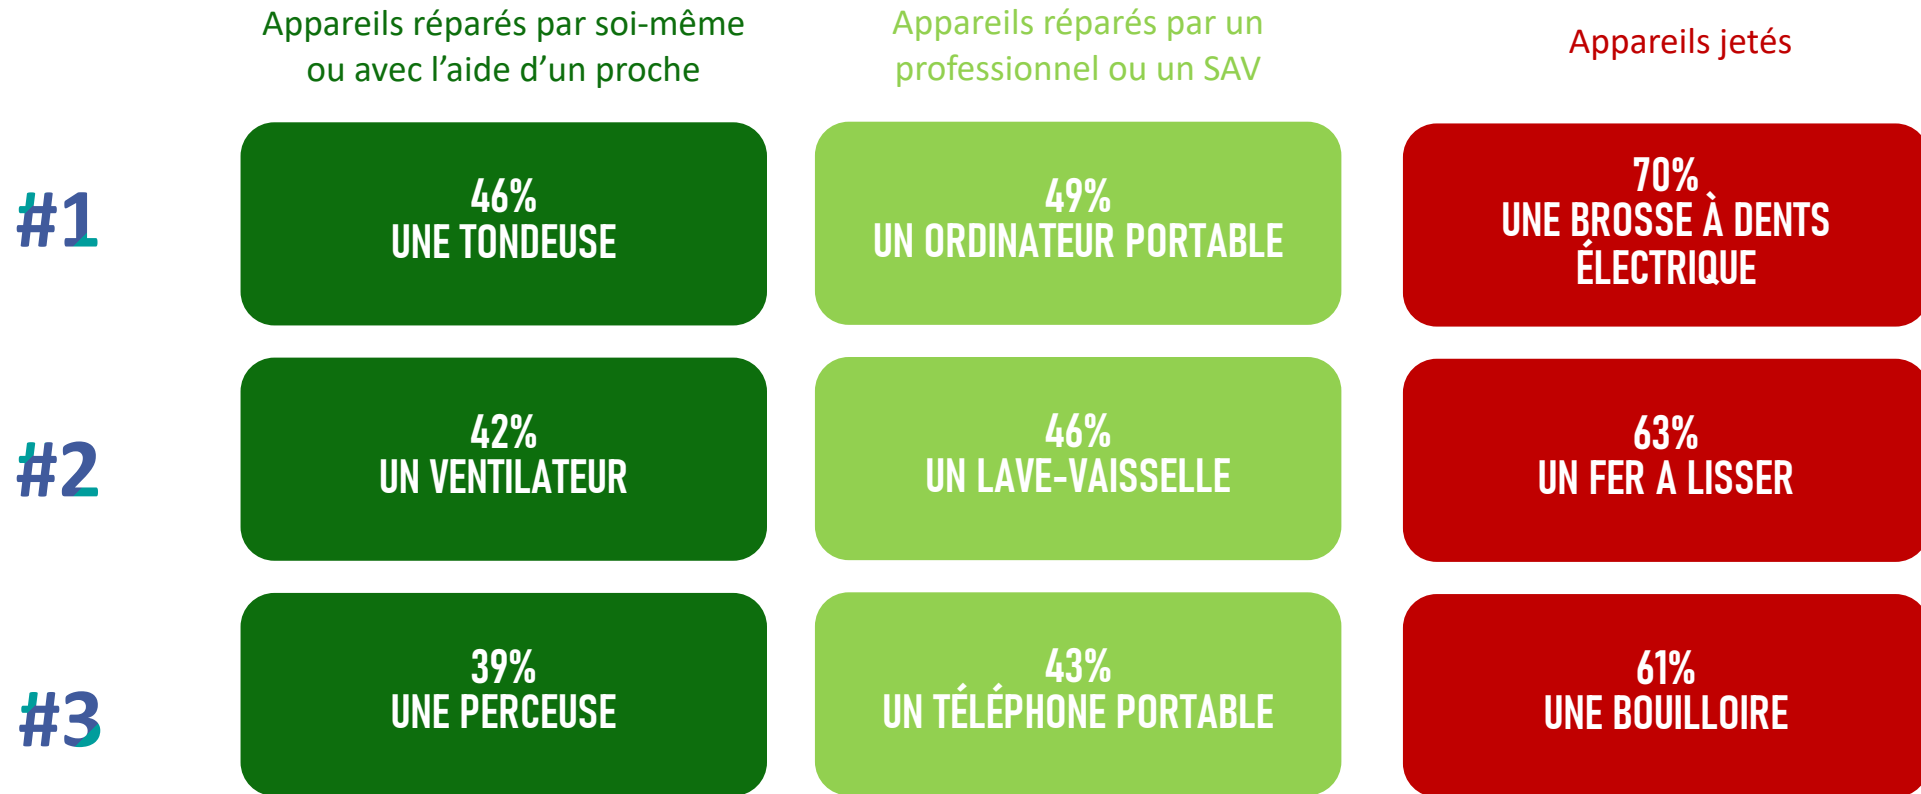 Appareils réparés par soi-même
ou avec l'aide d'un proche
Appareils réparés par un
professionnel ou un SAV
Appareils jetés
#1
46%
UNE TONDEUSE
49%
UN ORDINATEUR PORTABLE
70%
UNE BROSSE À DENTS
ÉLECTRIQUE
#2
42%
UN VENTILATEUR
46%
UN LAVE-VAISSELLE
63%
UN FER A LISSER
#3
39%
UNE PERCEUSE
43%
UN TÉLÉPHONE PORTABLE
61%
UNE BOUILLOIRE